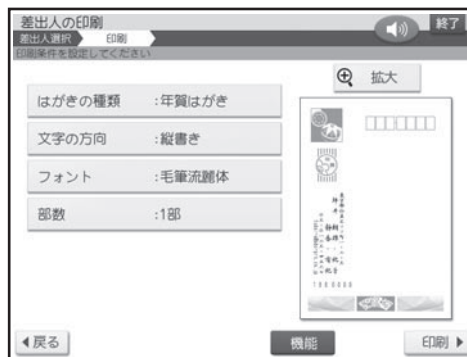 差出人の印刷
終了
差出人選択 印刷
印刷条件を設定してください
拡大
はがきの種類 :年賀はがき
文字の方向 :縦書き
フォント :毛筆流麗体
部数 :1部
戻る
機能
印刷